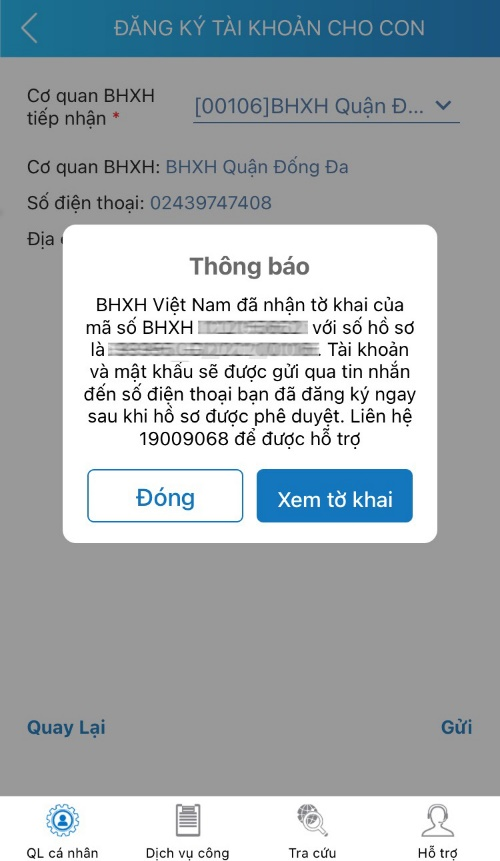 ĐĂNG KÝ TÀI KHOẢN CHO CON
Cơ quan BHXH
tiếp nhận *
[00106]BHXH Quận Đ...
Cơ quan BHXH: BHXH Quận Đống Đa
Số điện thoại: 02439747408
Địa
Thông báo
BHXH Việt Nam đã nhận tờ khai của
mã số BHXH với số hồ sơ
là . Tài khoản
và mật khẩu sẽ được gửi qua tin nhắn
đến số điện thoại bạn đã đăng ký ngay
sau khi hồ sơ được phê duyệt. Liên hệ
19009068 để được hỗ trợ
Đóng
Xem tờ khai
Quay Lại
Gửi
QL cá nhân
Dịch vụ công
Tra cứu
Hỗ trợ